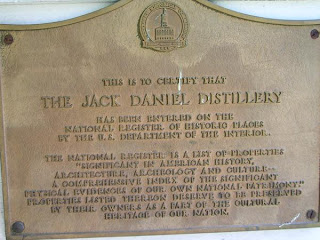 THIS IS TO CERTIFY THAT
THE JACK DANIEL DISTILLERY
HAS BEEN ENTERED ON THE
NATIONAL REGISTER OF HISTORIC PLACES
BY THE U.S. DEPARTMENT OF THE INTERIOR.
THE NATIONAL REGISTER IS A LIST OF PROPERTIES
"SIGNIFICANT IN AMERICAN HISTORY,
ARCHITECTURE, ARCHEOLOGY AND CULTURE--
A COMPREHENSIVE INDEX OF THE SIGNIFICANT
PHYSICAL EVIDENCES OF OUR OWN NATIONAL PATRIMONY."
PROPERTIES LISTED THEREON DESERVE TO BE PRESERVED
BY THEIR OWNERS AS A PART OF THE CULTURAL
HERITAGE OF OUR NATION.